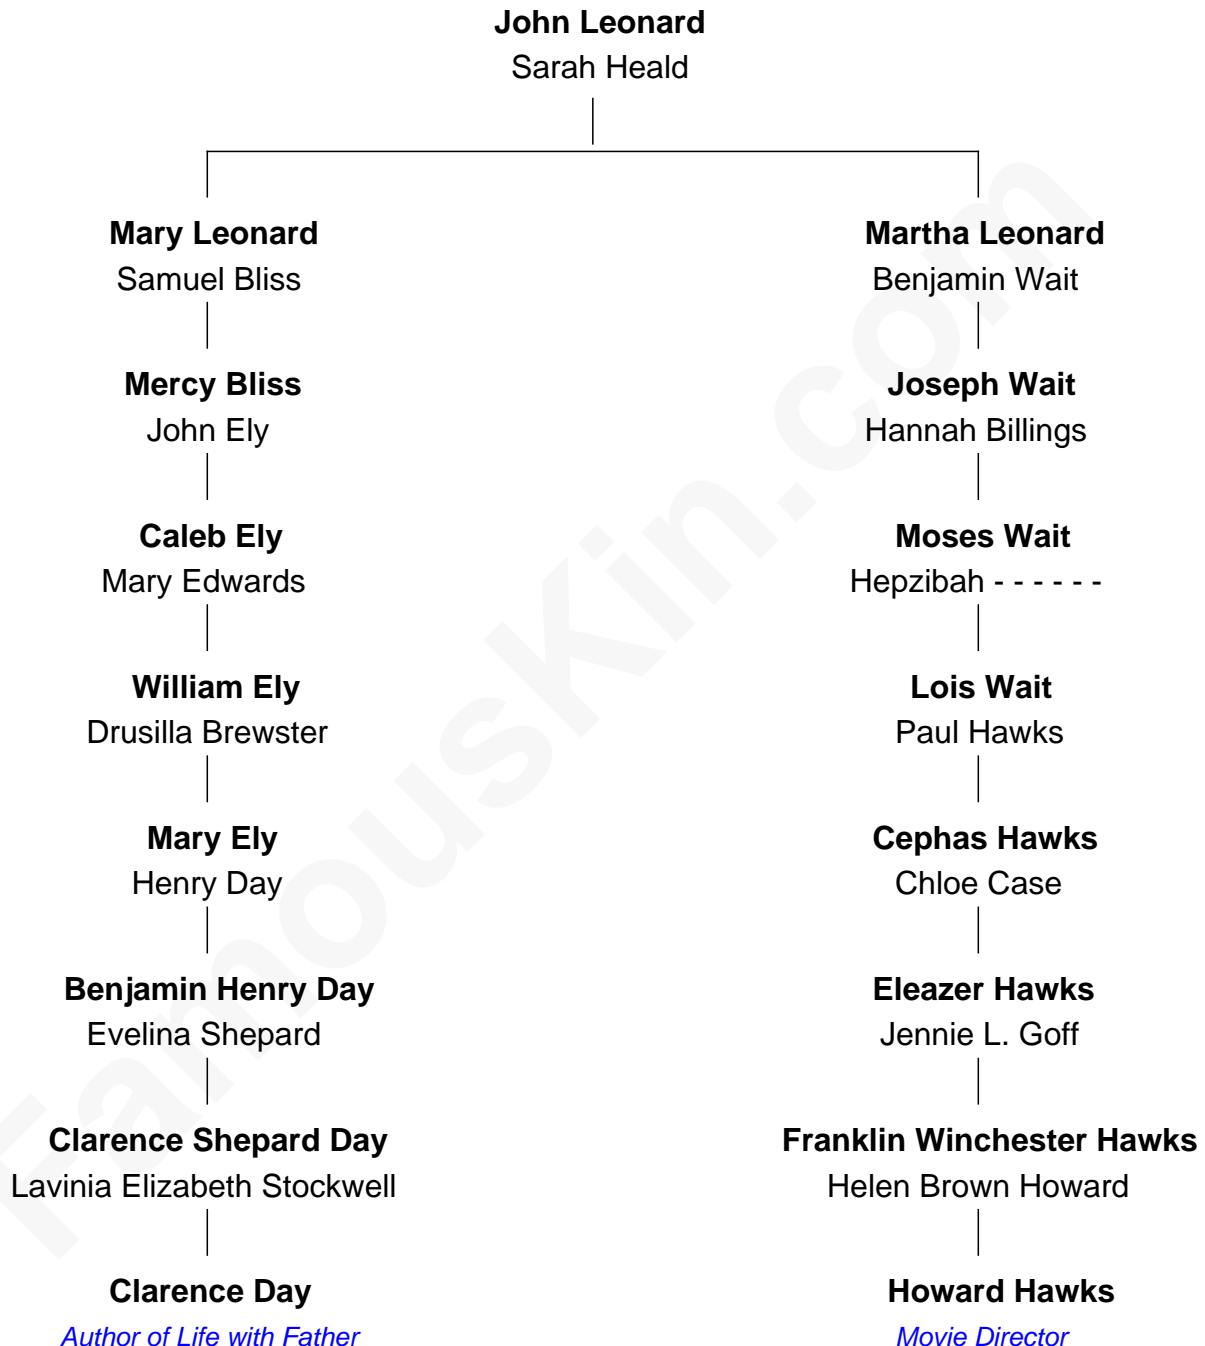 John Leonard
Sarah Heald
Mary Leonard
Samuel Bliss
Martha Leonard
Benjamin Wait
Mercy Bliss
John Ely
Joseph Wait
Hannah Billings
Caleb Ely
Mary Edwards
Moses Wait
Hepzibah - - - - - -
William Ely
Drusilla Brewster
Lois Wait
Paul Hawks
Mary Ely
Henry Day
Cephas Hawks
Chloe Case
Benjamin Henry Day
Evelina Shepard
Eleazer Hawks
Jennie L. Goff
Clarence Shepard Day
Lavinia Elizabeth Stockwell
Franklin Winchester Hawks
Helen Brown Howard
Clarence Day
Author of Life with Father
Howard Hawks
Movie Director
FamousKin.com